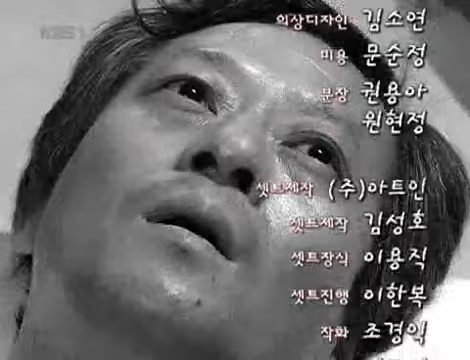 KBS
의상디자인 김소연
미용 문순정
분장 권용아
원현정
셋트제작 (주)아트인
셋트제작 김성호
셋트장식 이용직
셋트진행 이한복
작화 조경익